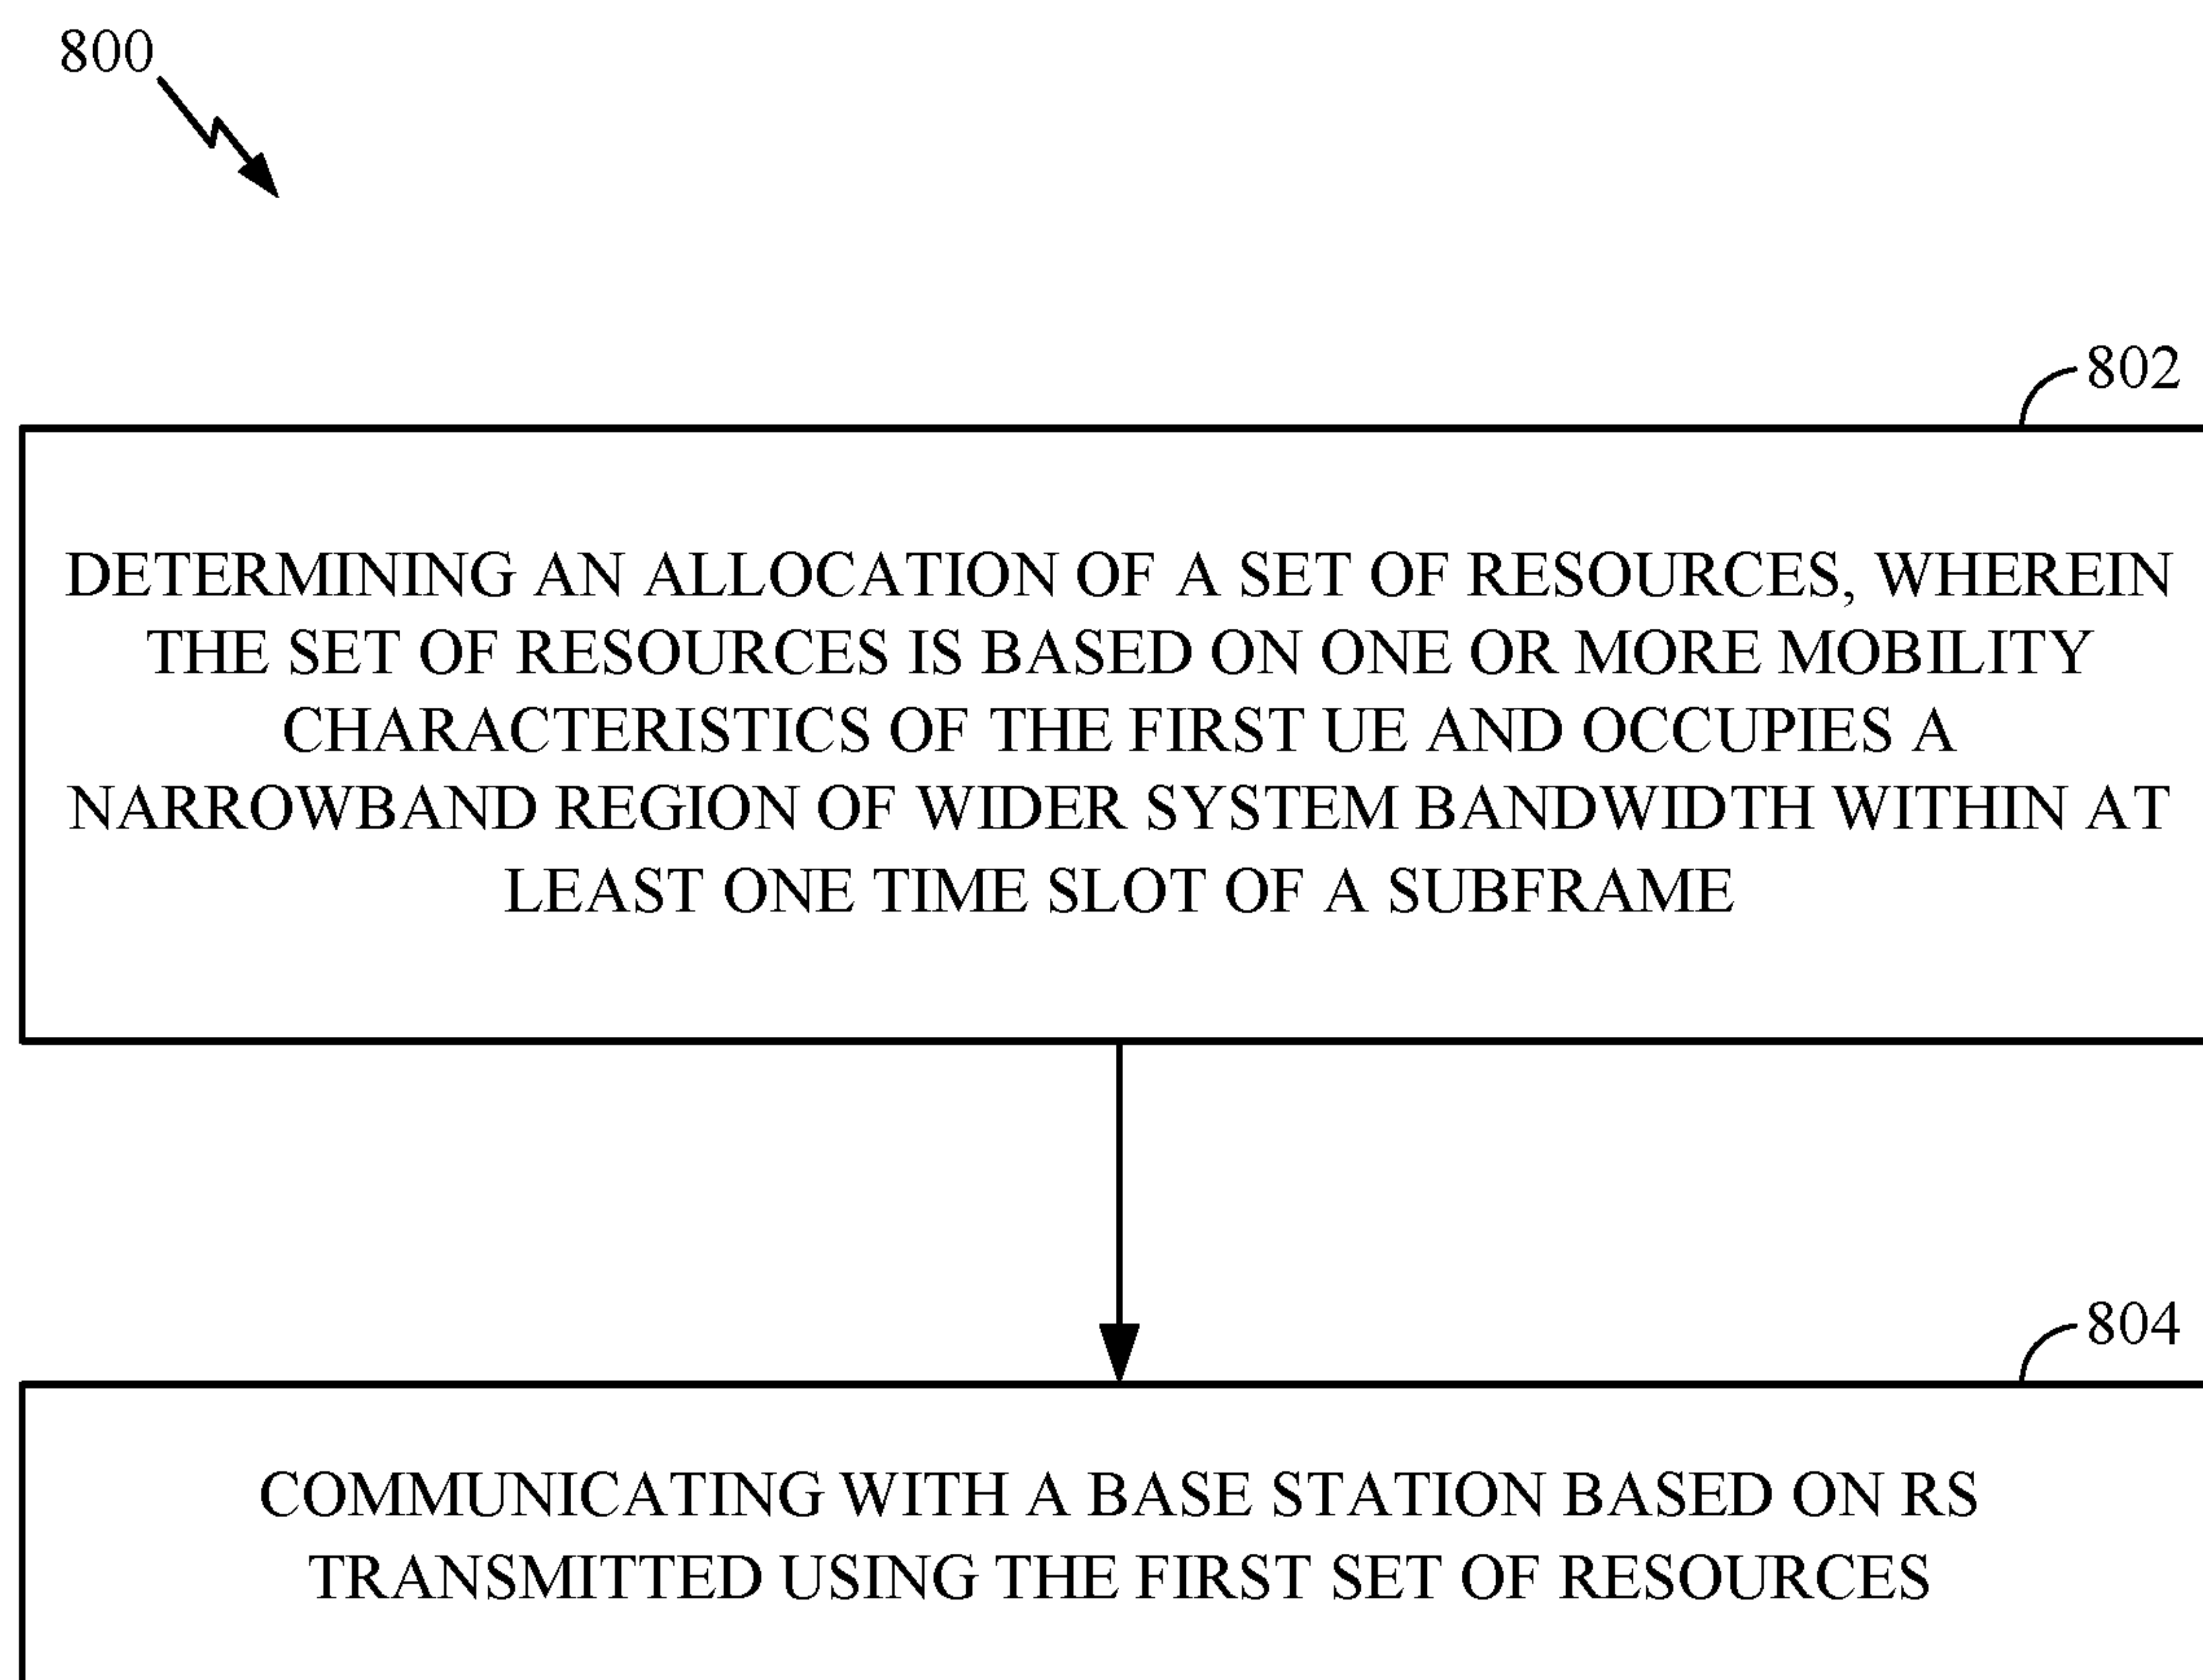 800
802
DETERMINING AN ALLOCATION OF A SET OF RESOURCES, WHEREIN
THE SET OF RESOURCES IS BASED ON ONE OR MORE MOBILITY
CHARACTERISTICS OF THE FIRST UE AND OCCUPIES A
NARROWBAND REGION OF WIDER SYSTEM BANDWIDTH WITHIN AT
LEAST ONE TIME SLOT OF A SUBFRAME
804
COMMUNICATING WITH A BASE STATION BASED ON RS
TRANSMITTED USING THE FIRST SET OF RESOURCES